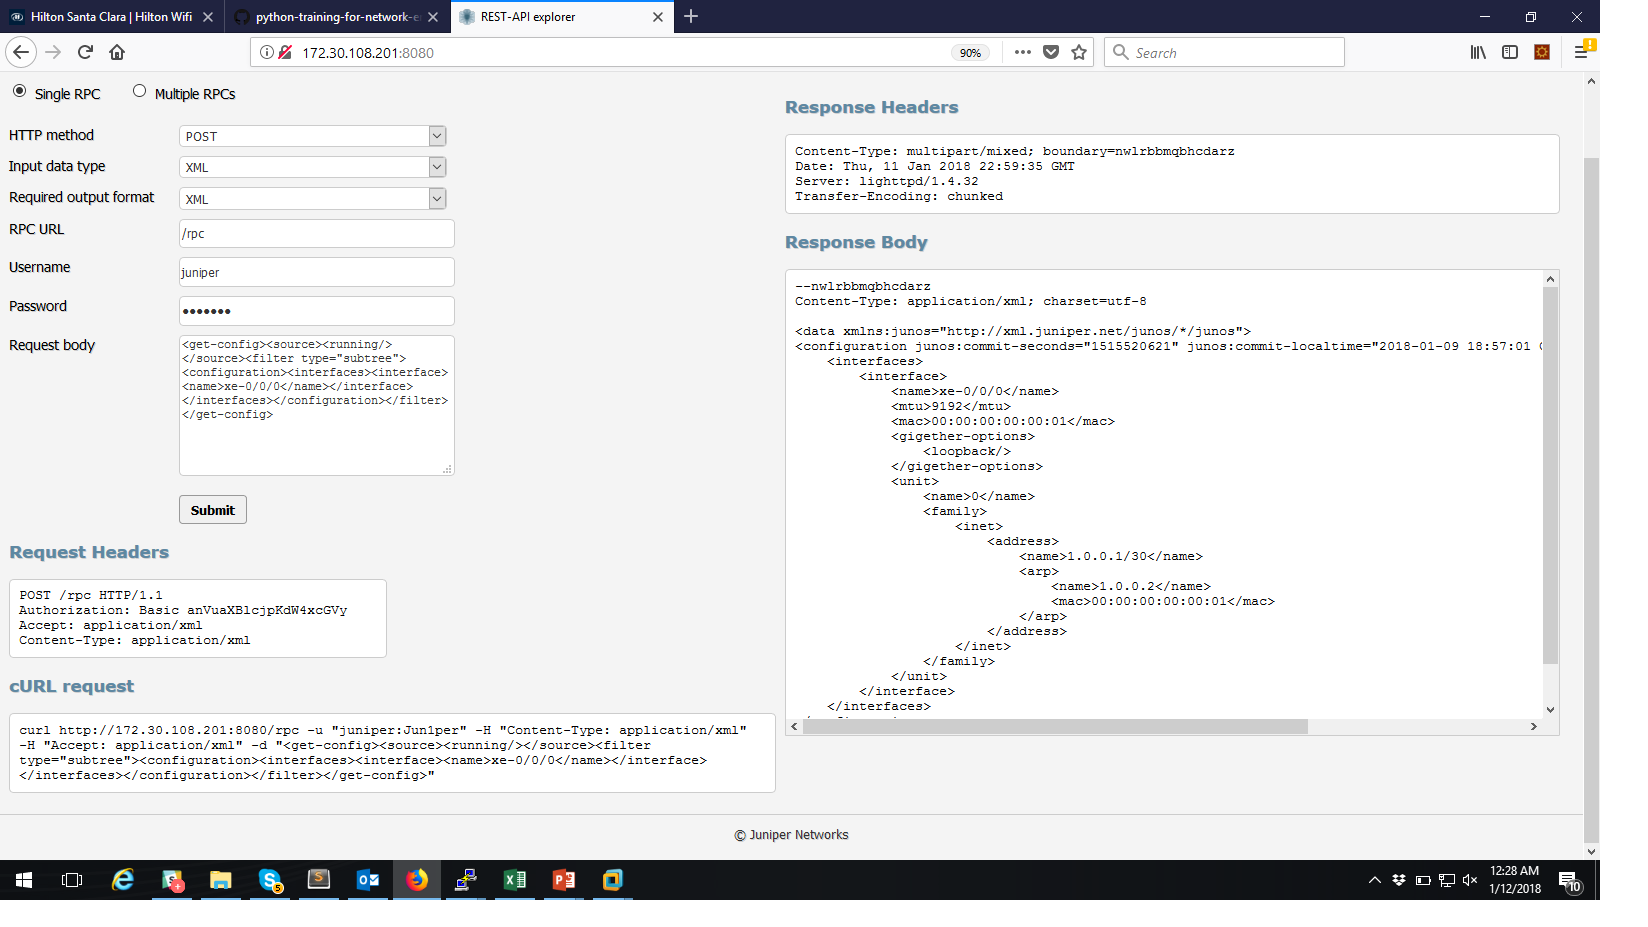 Hilton Santa Clara | Hilton Wifi
python-training-for-network-e
REST-API explorer
172.30.108.201:8080
90%
Search
Single RPC
Multiple RPCs
HTTP method
POST
Input data type
XML
Required output format
XML
RPC URL
/rpc
Username
juniper
Password
•••••••
Request body
<get-config><source><running/>
</source><filter type="subtree">
<configuration><interfaces><interface>
<name>xe-0/0/0</name></interface>
</interfaces></configuration></filter>
</get-config>
Submit
Request Headers
POST /rpc HTTP/1.1
Authorization: Basic anVuaXBlcjpKdW4xcGVy
Accept: application/xml
Content-Type: application/xml
cURL request
curl http://172.30.108.201:8080/rpc -u "juniper:Jun1per" -H "Content-Type: application/xml"
-H "Accept: application/xml" -d "<get-config><source><running/></source><filter
type="subtree"><configuration><interfaces><interface><name>xe-0/0/0</name></interface>
</interfaces></configuration></filter></get-config>"
Response Headers
Content-Type: multipart/mixed; boundary=nwlrbbmqbhcdarz
Date: Thu, 11 Jan 2018 22:59:35 GMT
Server: lighttpd/1.4.32
Transfer-Encoding: chunked
Response Body
--nwlrbbmqbhcdarz
Content-Type: application/xml; charset=utf-8
<data xmlns:junos="http://xml.juniper.net/junos/*/junos">
<configuration junos:commit-seconds="1515520621" junos:commit-localtime="2018-01-09 18:57:01
<interfaces>
<interface>
<name>xe-0/0/0</name>
<mtu>9192</mtu>
<mac>00:00:00:00:00:01</mac>
<gigether-options>
<loopback/>
</gigether-options>
<unit>
<name>0</name>
<family>
<inet>
<address>
<name>1.0.0.1/30</name>
<arp>
<name>1.0.0.2</name>
<mac>00:00:00:00:00:01</mac>
</arp>
</address>
</inet>
</family>
</unit>
</interface>
</interfaces>
© Juniper Networks
12:28 AM
1/12/2018
10